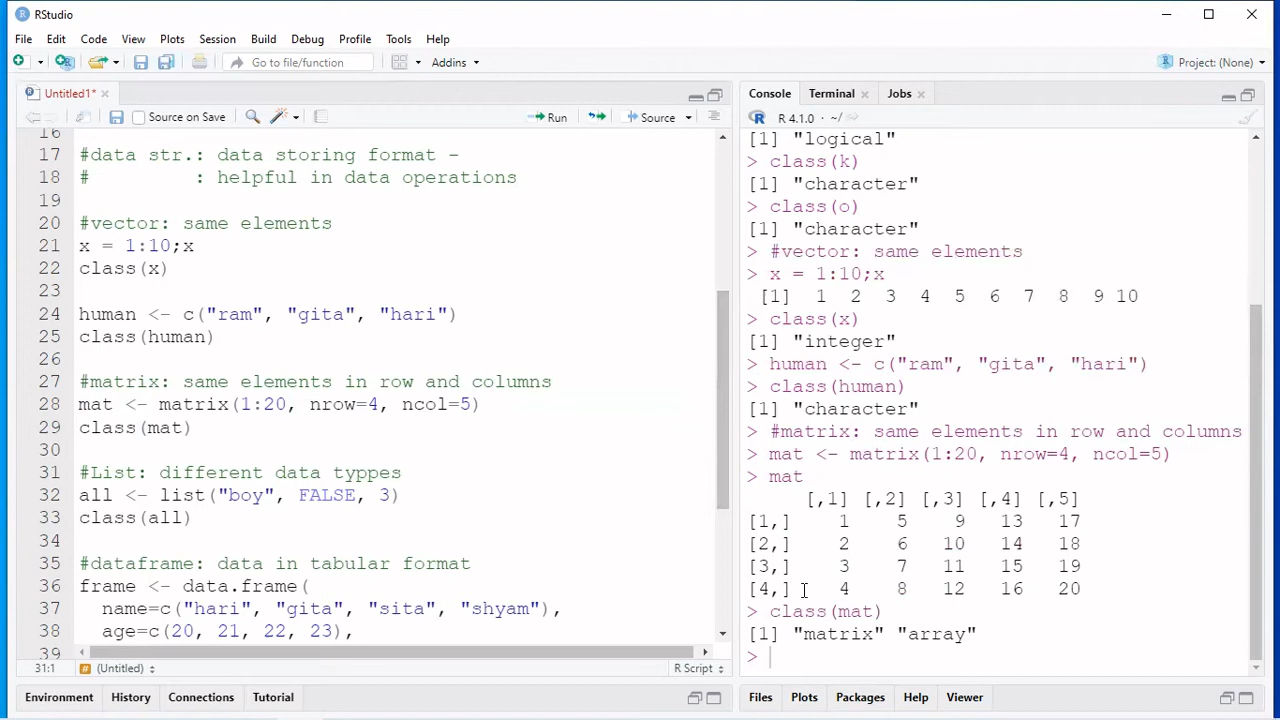 RStudio
File Edit Code View Plots Session Build Debug Profile Tools Help
Go to file/function Addins Project: (None)
Untitled1*
Source on Save Run Source
16
17 #data str.: data storing format -
18 # : helpful in data operations
19
20 #vector: same elements
21 x = 1:10;x
22 class(x)
23
24 human <- c("ram", "gita", "hari")
25 class(human)
26
27 #matrix: same elements in row and columns
28 mat <- matrix(1:20, nrow=4, ncol=5)
29 class(mat)
30
31 #List: different data typpes
32 all <- list("boy", FALSE, 3)
33 class(all)
34
35 #dataframe: data in tabular format
36 frame <- data.frame(
37 name=c("hari", "gita", "sita", "shyam"),
38 age=c(20, 21, 22, 23),
39
31:1 # (Untitled) R Script
Environment History Connections Tutorial
Console Terminal Jobs
R 4.1.0 · ~/
[1] "logical"
> class(k)
[1] "character"
> class(o)
[1] "character"
> #vector: same elements
> x = 1:10;x
[1] 1 2 3 4 5 6 7 8 9 10
> class(x)
[1] "integer"
> human <- c("ram", "gita", "hari")
> class(human)
[1] "character"
> #matrix: same elements in row and columns
> mat <- matrix(1:20, nrow=4, ncol=5)
> mat
[,1] [,2] [,3] [,4] [,5]
[1,] 1 5 9 13 17
[2,] 2 6 10 14 18
[3,] 3 7 11 15 19
[4,] 4 8 12 16 20
> class(mat)
[1] "matrix" "array"
>
Files Plots Packages Help Viewer